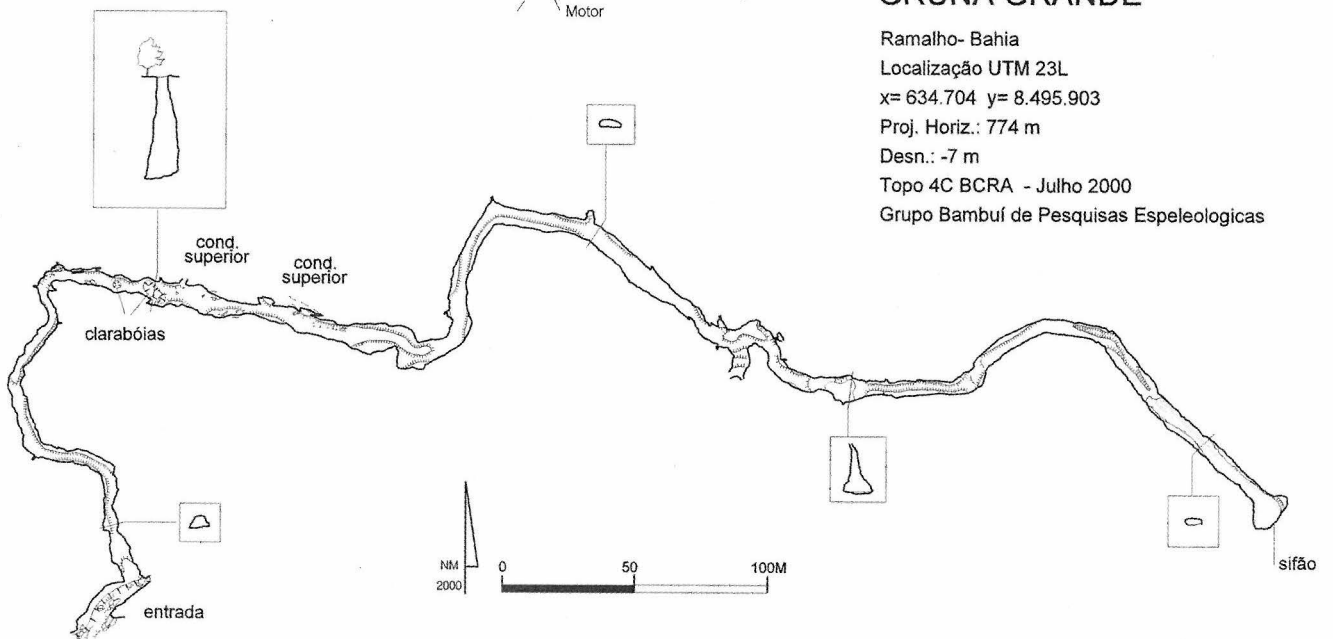 Motor
GRUNA GRANDE
Ramalho- Bahia
Localização UTM 23L
x= 634.704 y= 8.495.903
Proj. Horiz.: 774 m
Desn.: -7 m
Topo 4C BCRA - Julho 2000
Grupo Bambuí de Pesquisas Espeleologicas
cond.
superior
cond.
superior
clarabóias
entrada
NM
2000
0 50 100M
sifão